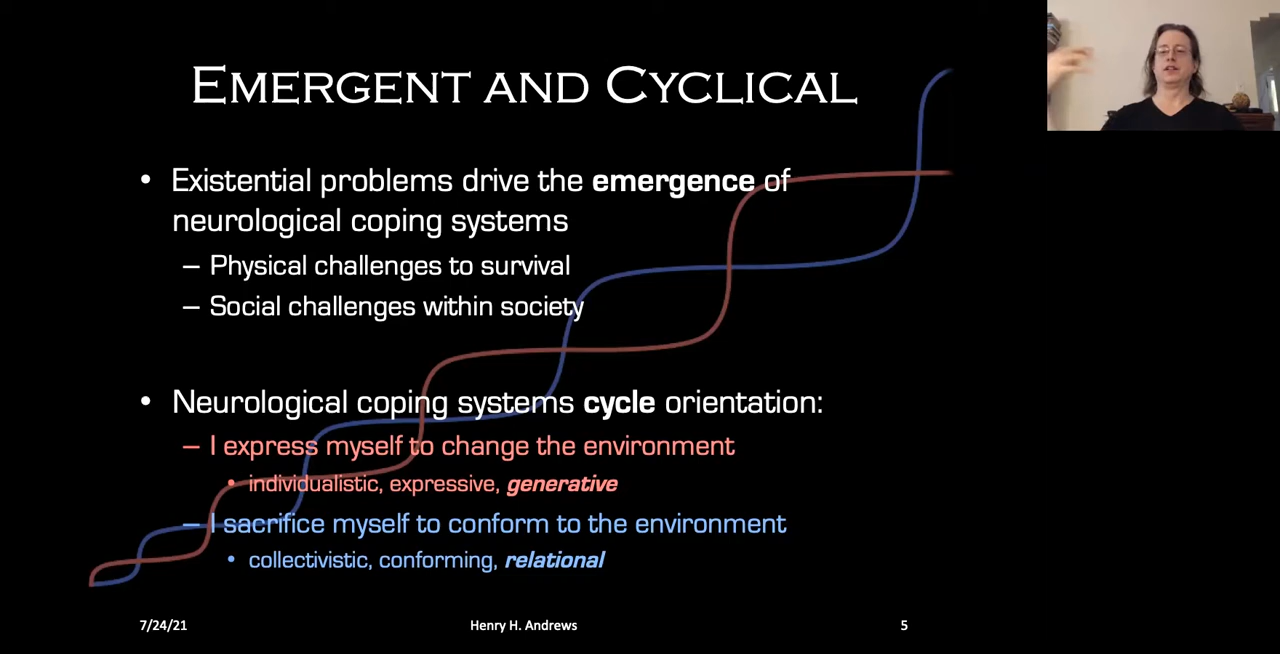 EMERGENT AND CYCLICAL
• Existential problems drive the emergence of
neurological coping systems
– Physical challenges to survival
– Social challenges within society
• Neurological coping systems cycle orientation:
– I express myself to change the environment
• individualistic, expressive, generative
– I sacrifice myself to conform to the environment
• collectivistic, conforming, relational
7/24/21
Henry H. Andrews
5